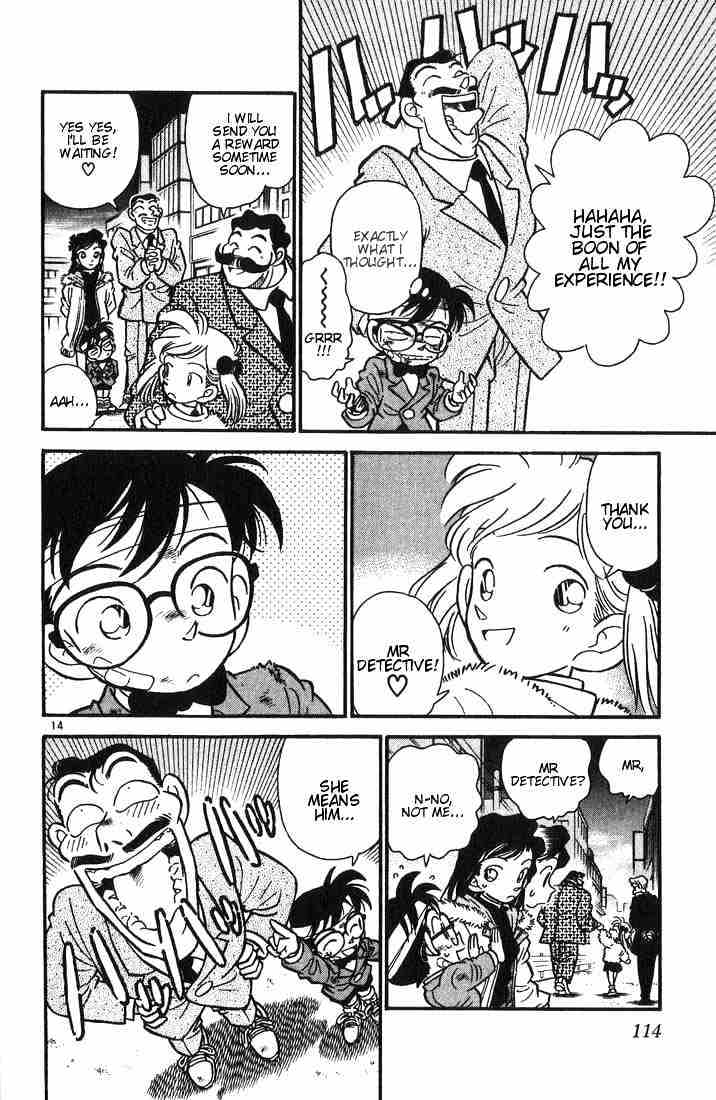 HAHAHA,
JUST THE
BOON OF
ALL MY
EXPERIENCE!!
EXACTLY
WHAT I
THOUGHT...
GRRR
!!!
I WILL
SEND YOU
A REWARD
SOMETIME
SOON...
YES YES,
I'LL BE
WAITING!
♡
AAH...
THANK
YOU...
MR
DETECTIVE!
♡
14
MR,
MR
DETECTIVE?
N-NO,
NOT ME...
SHE
MEANS
HIM...
114